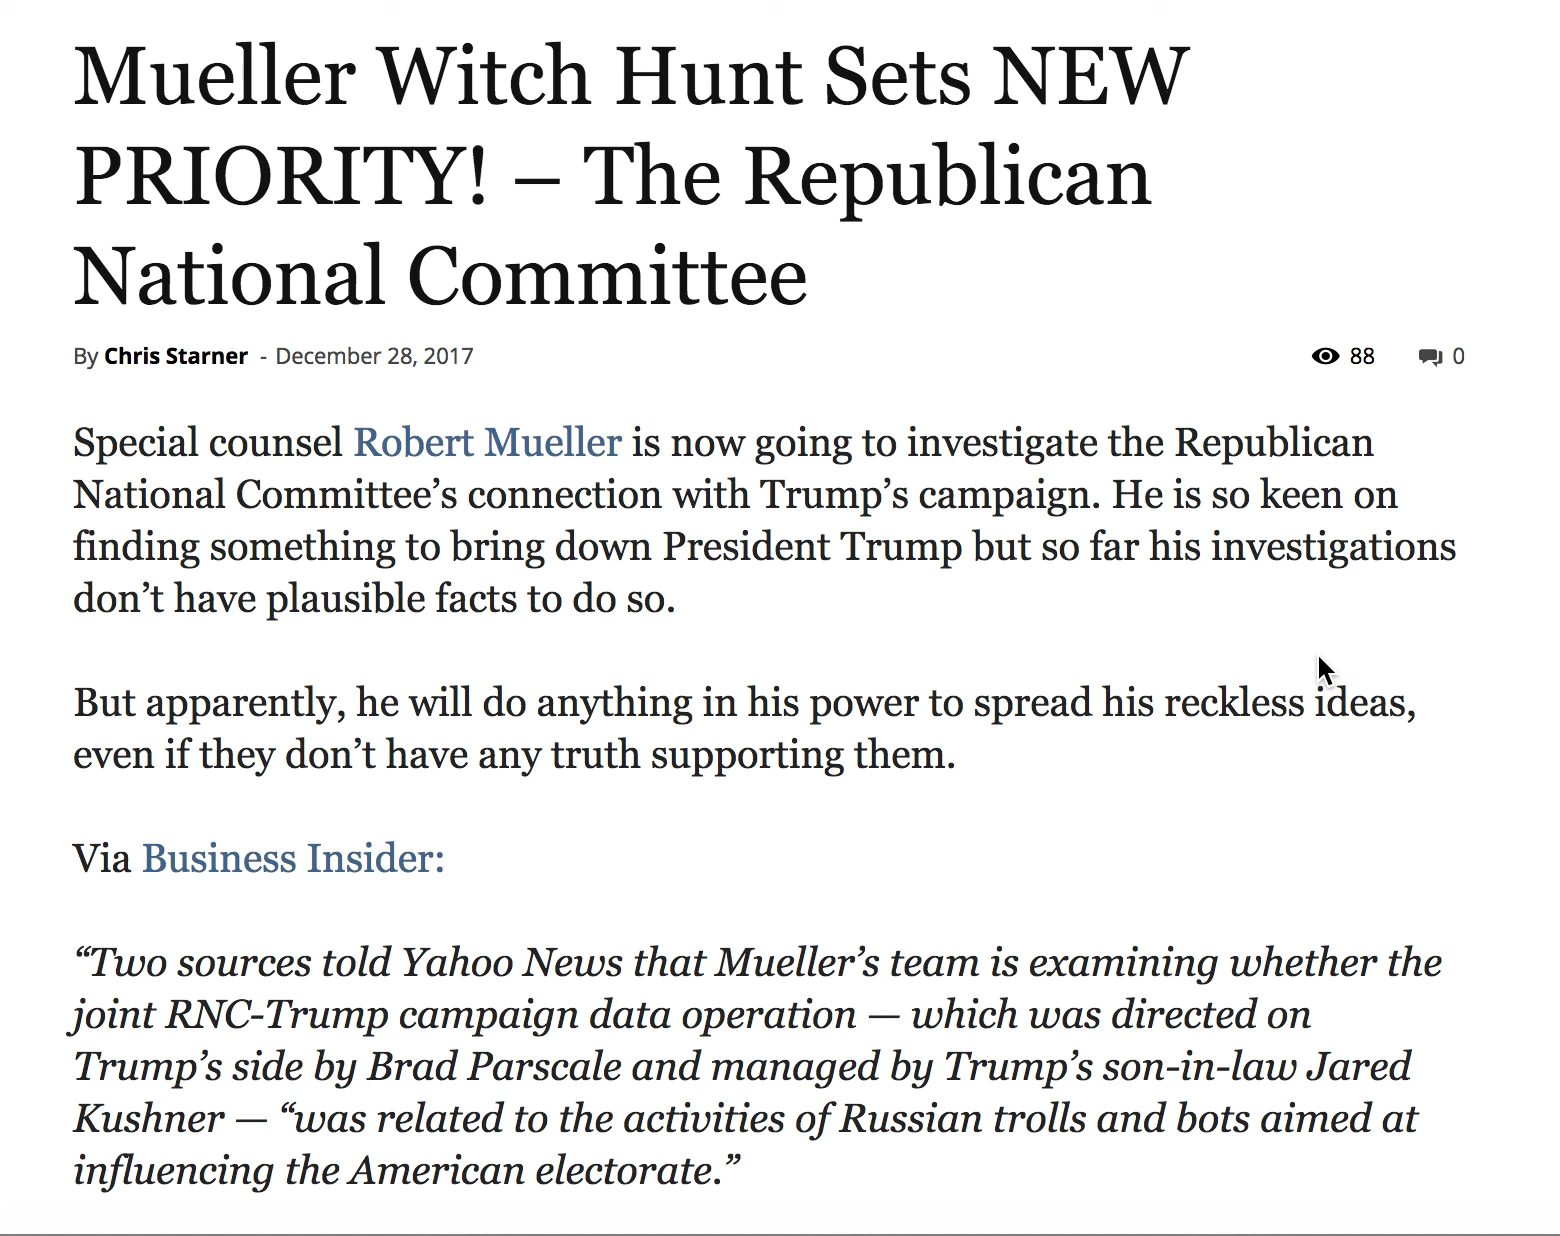 Mueller Witch Hunt Sets NEW
PRIORITY! – The Republican
National Committee
By Chris Starner - December 28, 2017 88 0
Special counsel Robert Mueller is now going to investigate the Republican
National Committee’s connection with Trump’s campaign. He is so keen on
finding something to bring down President Trump but so far his investigations
don’t have plausible facts to do so.
But apparently, he will do anything in his power to spread his reckless ideas,
even if they don’t have any truth supporting them.
Via Business Insider:
“Two sources told Yahoo News that Mueller’s team is examining whether the
joint RNC-Trump campaign data operation — which was directed on
Trump’s side by Brad Parscale and managed by Trump’s son-in-law Jared
Kushner — “was related to the activities of Russian trolls and bots aimed at
influencing the American electorate.”